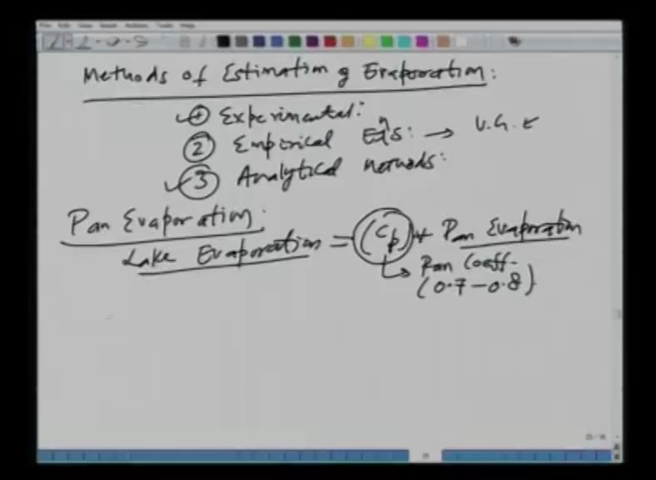 Methods of Estimating Evaporation:
① Experimental:
② Empirical Eqns: →
③ Analytical Methods:
Pan Evaporation:
Lake Evaporation = (Cp) * Pan Evaporation
↳ Pan Coeff-
(0.7-0.8)